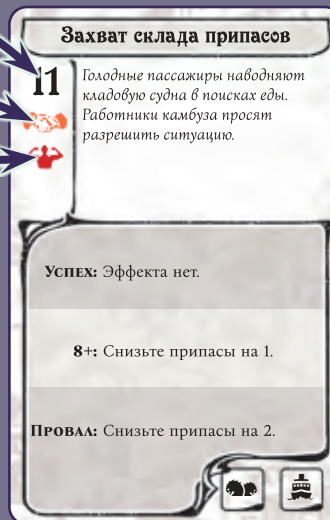 Захват склада припасов
11
Голодные пассажиры наводняют
кладовую судна в поисках еды.
Работники камбуза просят
разрешить ситуацию.
Успех: Эффекта нет.
8+: Снизьте припасы на 1.
Провал: Снизьте припасы на 2.